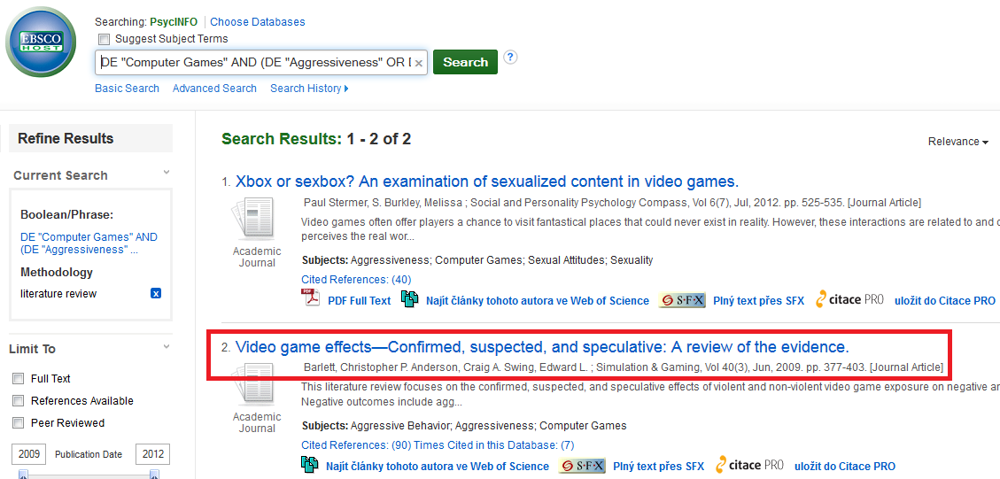 EBSCO
HOST
Searching: PsycINFO | Choose Databases
Suggest Subject Terms
DE "Computer Games" AND (DE "Aggressiveness" OR
Search
?
Basic Search Advanced Search Search History
Refine Results
Current Search
Boolean/Phrase:
DE "Computer Games" AND
(DE "Aggressiveness" ...
Methodology
literature review
x
Limit To
Full Text
References Available
Peer Reviewed
2009 Publication Date 2012
Search Results: 1 - 2 of 2
Relevance
1. Xbox or sexbox? An examination of sexualized content in video games.
Paul Stermer, S. Burkley, Melissa ; Social and Personality Psychology Compass, Vol 6(7), Jul, 2012. pp. 525-535. [Journal Article]
Video games often offer players a chance to visit fantastical places that could never exist in reality. However, these interactions are related to and
perceives the real wor...
Academic
Journal
Subjects: Aggressiveness; Computer Games; Sexual Attitudes; Sexuality
Cited References: (40)
PDF PDF Full Text Najít články tohoto autora ve Web of Science S·F·X Plný text přes SFX citace PRO uložit do Citace PRO
2. Video game effects—Confirmed, suspected, and speculative: A review of the evidence.
Barlett, Christopher P. Anderson, Craig A. Swing, Edward L. ; Simulation & Gaming, Vol 40(3), Jun, 2009. pp. 377-403. [Journal Article]
This literature review focuses on the confirmed, suspected, and speculative effects of violent and non-violent video game exposure on negative
Negative outcomes include agg...
Academic
Journal
Subjects: Aggressive Behavior; Aggressiveness; Computer Games
Cited References: (90) Times Cited in this Database: (7)
Najít články tohoto autora ve Web of Science S·F·X Plný text přes SFX citace PRO uložit do Citace PRO